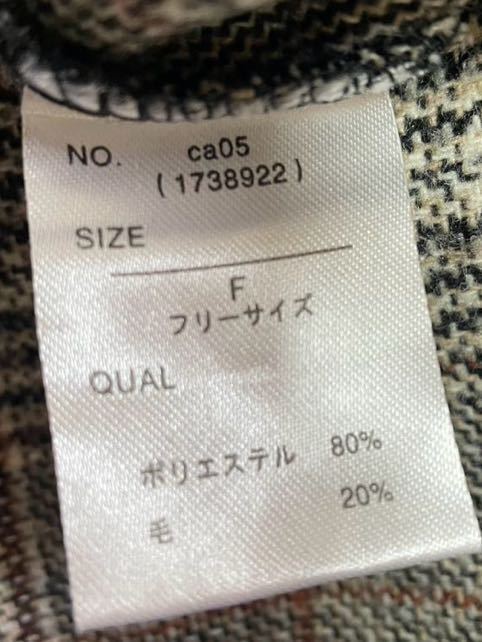 NO. ca05
(1738922)
SIZE
F
フリーサイズ
QUAL
ポリエステル 80%
毛 20%